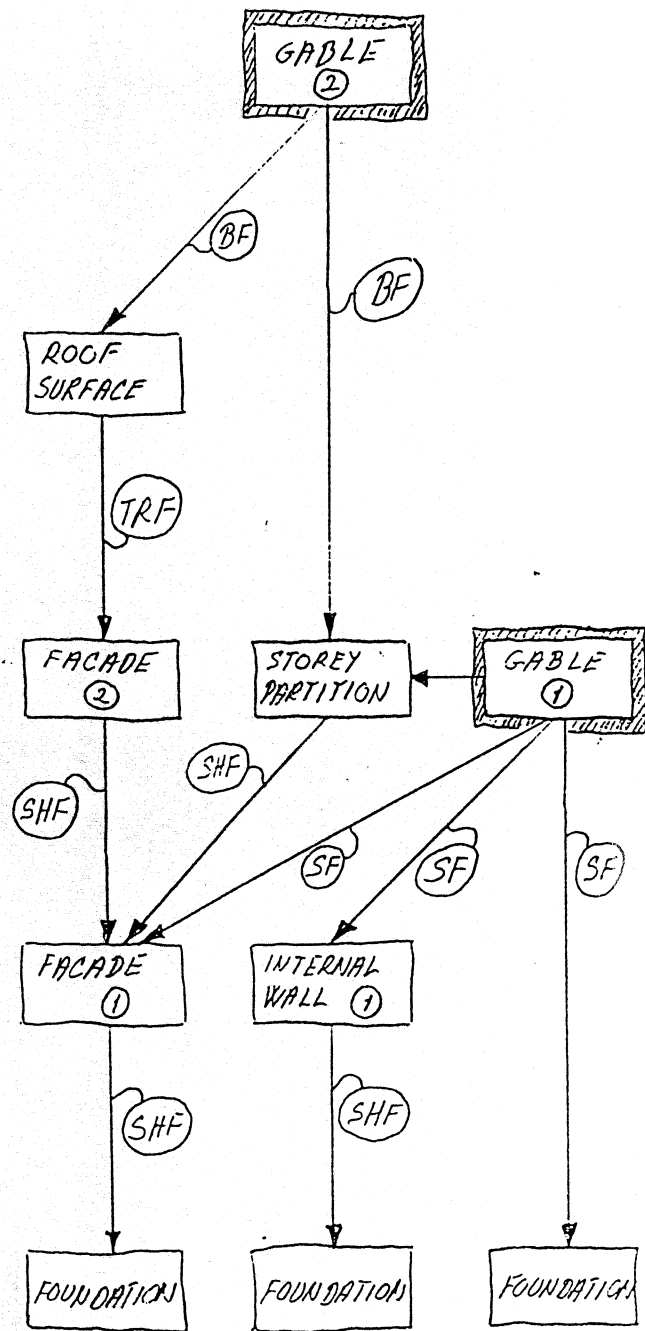 GABLE
2
BF
BF
ROOF
SURFACE
TRF
FACADE
2
STOREY
PARTITION
GABLE
1
SHF
SHF
SF
SF
SF
FACADE
1
INTERNAL
WALL 1
SHF
SHF
FOUNDATION
FOUNDATION
FOUNDATION